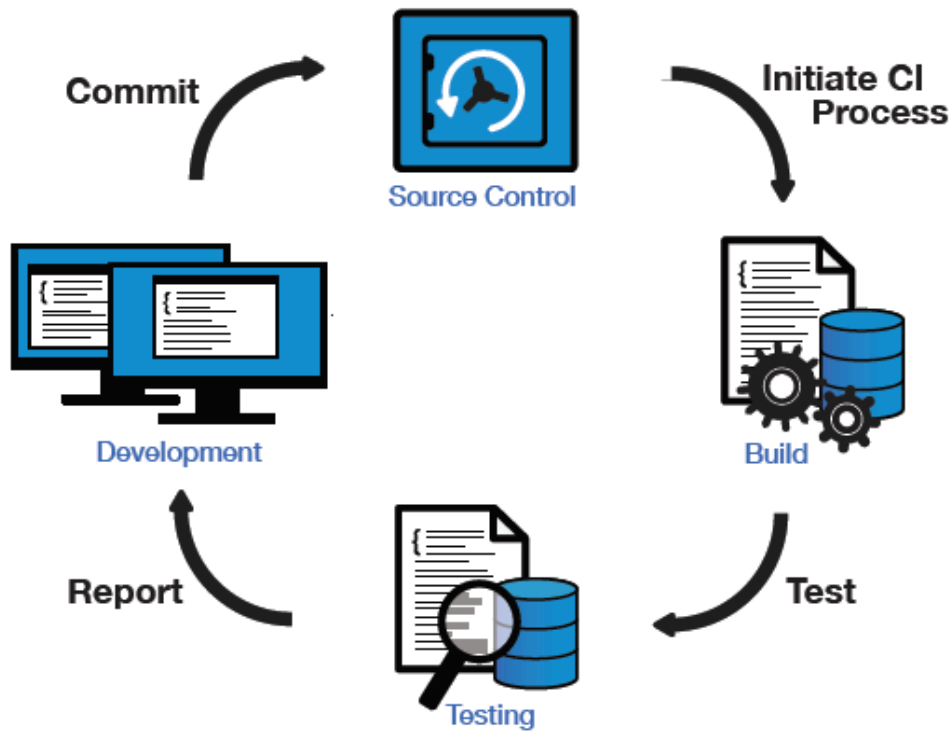 Commit
Initiate CI
Process
Source Control
{
{
{
Development
Build
{
Report
Test
Testing